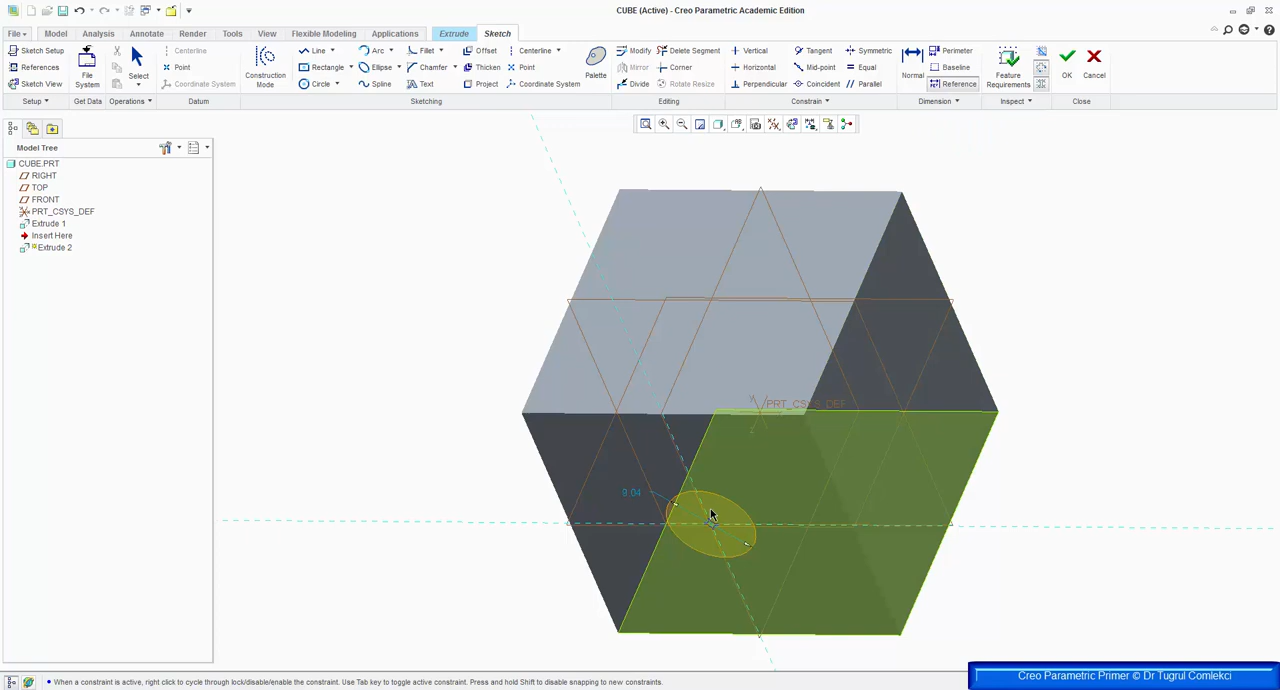 CUBE (Active) - Creo Parametric Academic Edition
File Model Analysis Annotate Render Tools View Flexible Modeling Applications Extrude Sketch
Sketch Setup
References
Sketch View
Setup
File System
Get Data
Select
Operations
Centerline
Point
Coordinate System
Datum
Construction Mode
Line Arc Fillet Offset Centerline
Rectangle Ellipse Chamfer Thicken Point
Circle Spline Text Project Coordinate System
Palette
Sketching
Modify Delete Segment
Mirror Corner
Divide Rotate Resize
Editing
Vertical Tangent Symmetric
Horizontal Mid-point Equal
Perpendicular Coincident Parallel
Constrain
Normal
Perimeter
Baseline
Reference
Dimension
Feature Requirements
Inspect
OK
Cancel
Close
Model Tree
CUBE.PRT
RIGHT
TOP
FRONT
PRT_CSYS_DEF
Extrude 1
Insert Here
Extrude 2
PRT_CSYS_DEF
Y
X
Z
8.04
When a constraint is active, right click to cycle through lock/disable/enable the constraint. Use Tab key to toggle active constraint. Press and hold Shift to disable snapping to new constraints.
Creo Parametric Primer © Dr Tugrul Comlekci